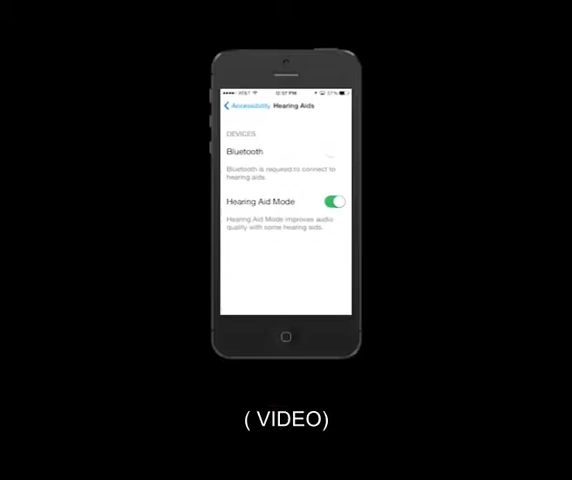 AT&T
Accessibility Hearing Aids
DEVICES
Bluetooth
Bluetooth is required to connect to
hearing aids.
Hearing Aid Mode
Hearing Aid Mode improves audio
quality with some hearing aids.
( VIDEO)